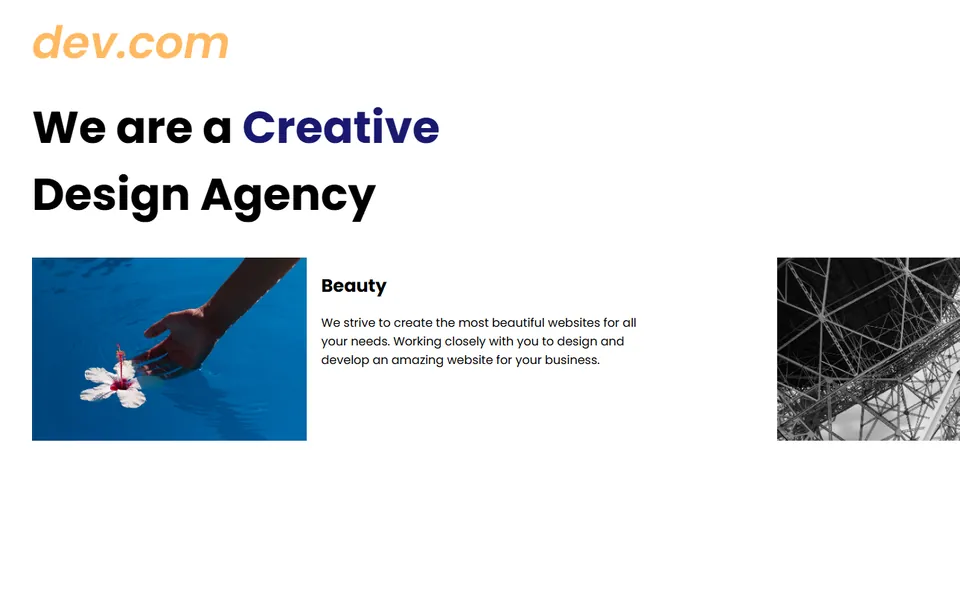 dev.com
We are a Creative
Design Agency
Beauty
We strive to create the most beautiful websites for all
your needs. Working closely with you to design and
develop an amazing website for your business.